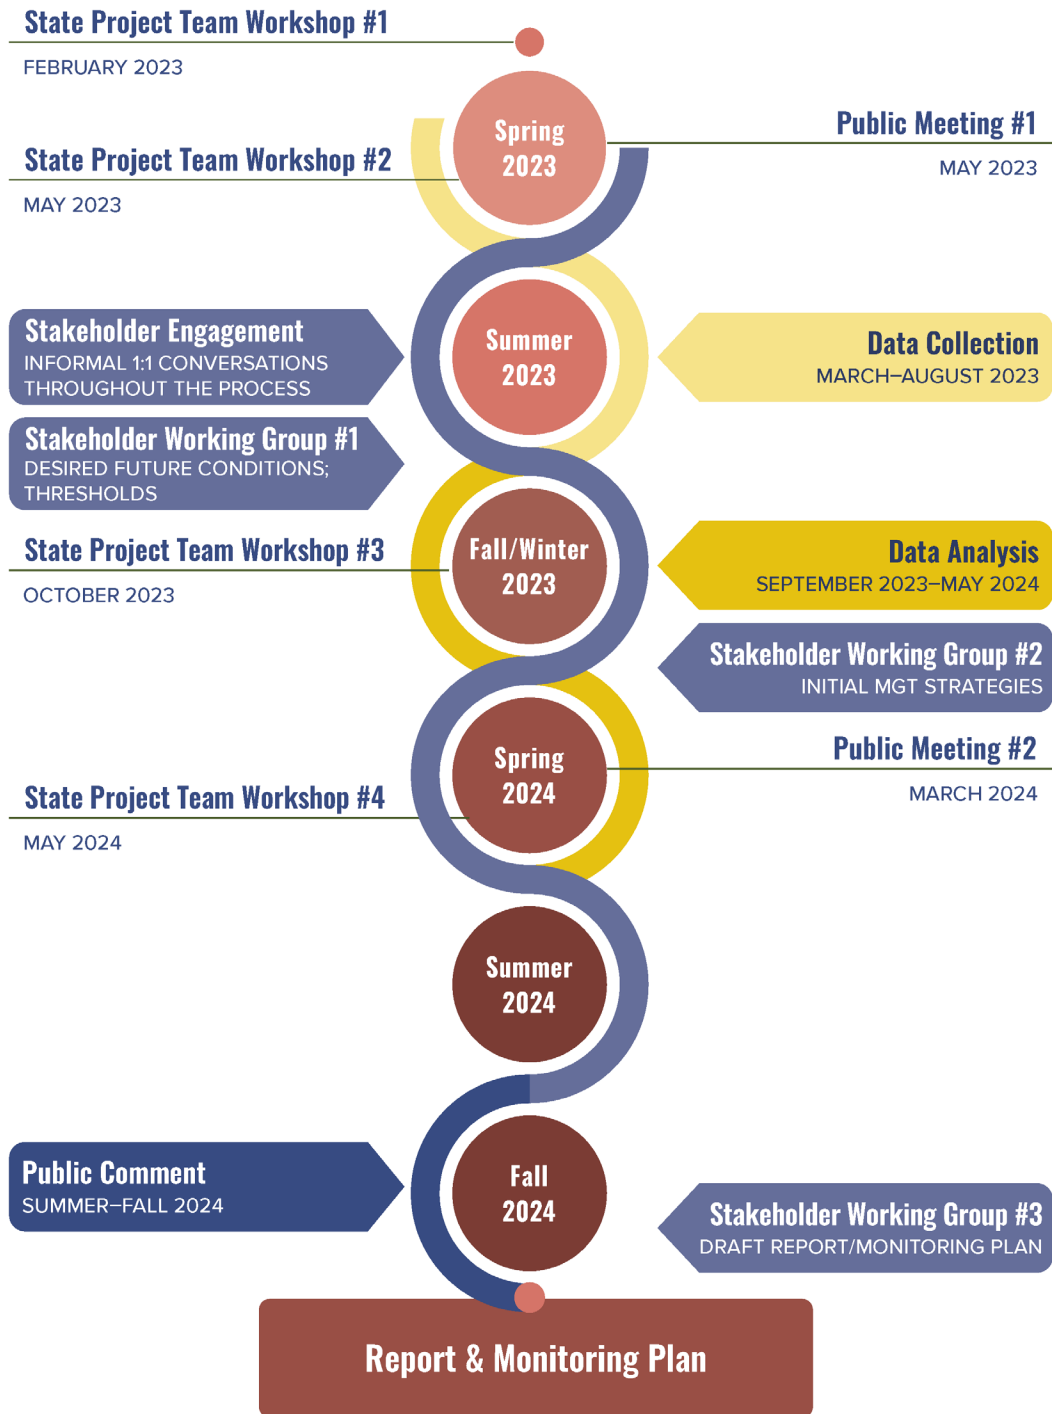 State Project Team Workshop #1
FEBRUARY 2023
Spring
2023
Public Meeting #1
MAY 2023
State Project Team Workshop #2
MAY 2023
Stakeholder Engagement
INFORMAL 1:1 CONVERSATIONS
THROUGHOUT THE PROCESS
Summer
2023
Data Collection
MARCH–AUGUST 2023
Stakeholder Working Group #1
DESIRED FUTURE CONDITIONS;
THRESHOLDS
State Project Team Workshop #3
OCTOBER 2023
Fall/Winter
2023
Data Analysis
SEPTEMBER 2023–MAY 2024
Stakeholder Working Group #2
INITIAL MGT STRATEGIES
Spring
2024
Public Meeting #2
MARCH 2024
State Project Team Workshop #4
MAY 2024
Summer
2024
Public Comment
SUMMER–FALL 2024
Fall
2024
Stakeholder Working Group #3
DRAFT REPORT/MONITORING PLAN
Report & Monitoring Plan